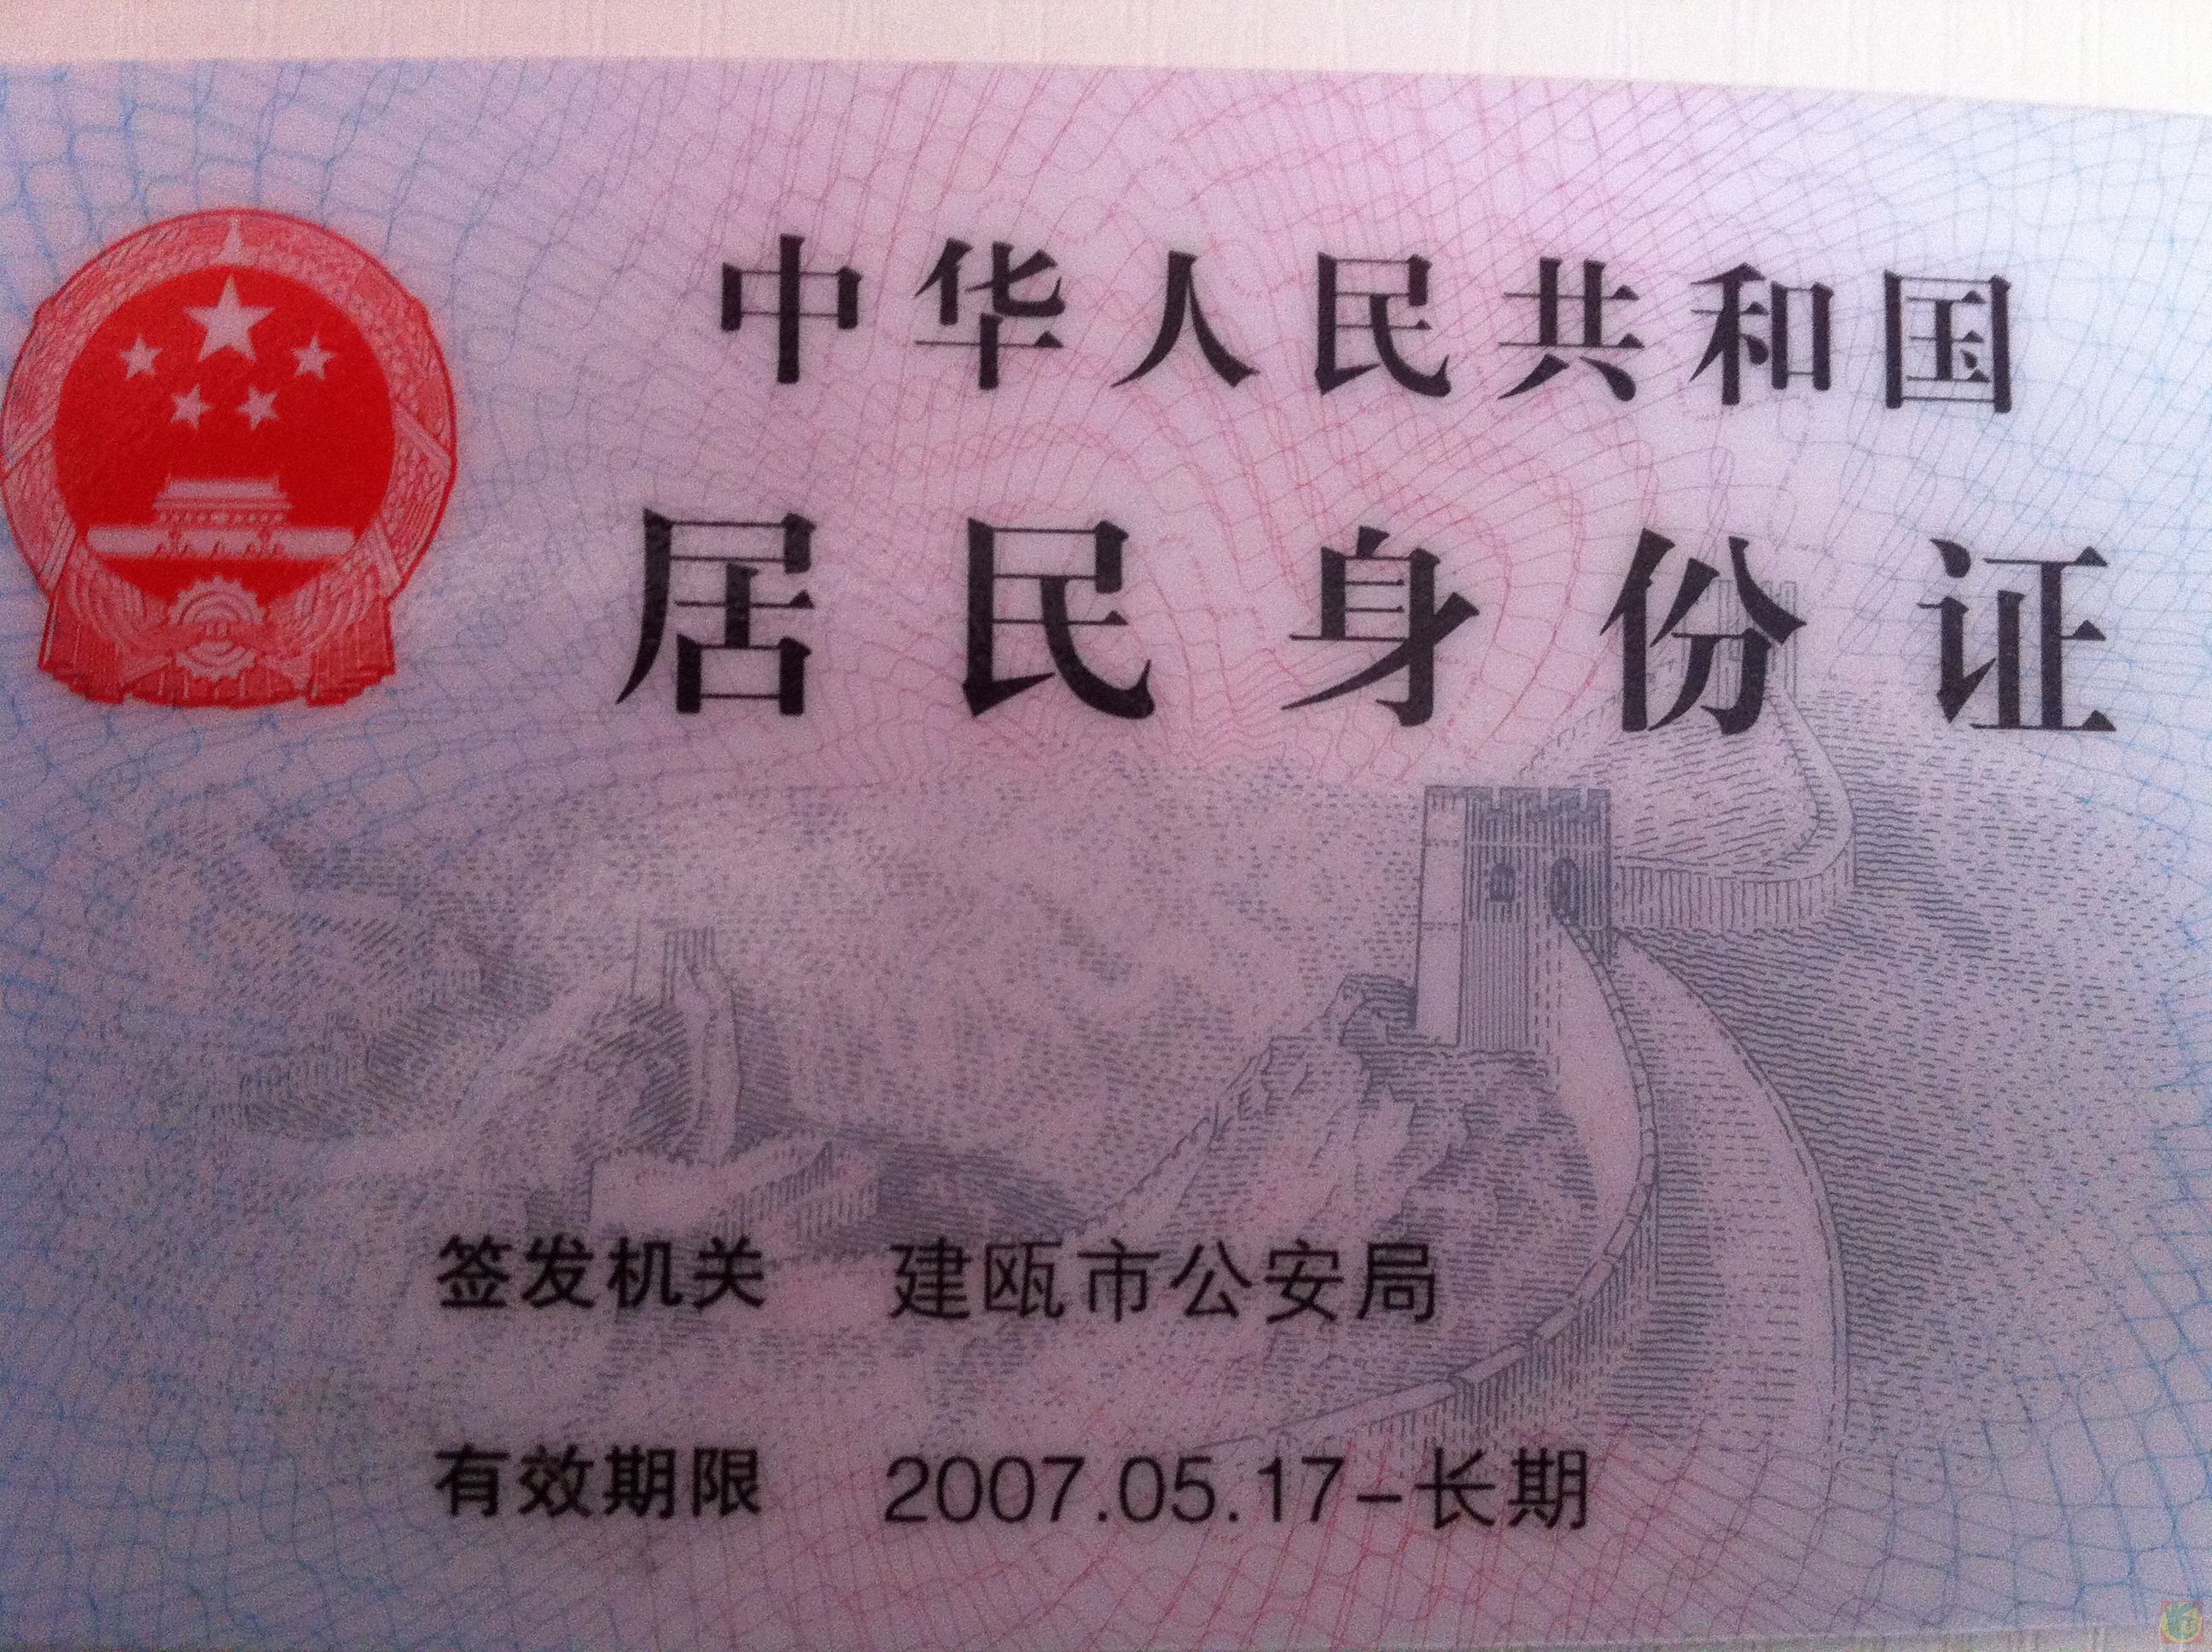 中华人民共和国
居民身份证
签发机关 建瓯市公安局
有效期限 2007.05.17-长期